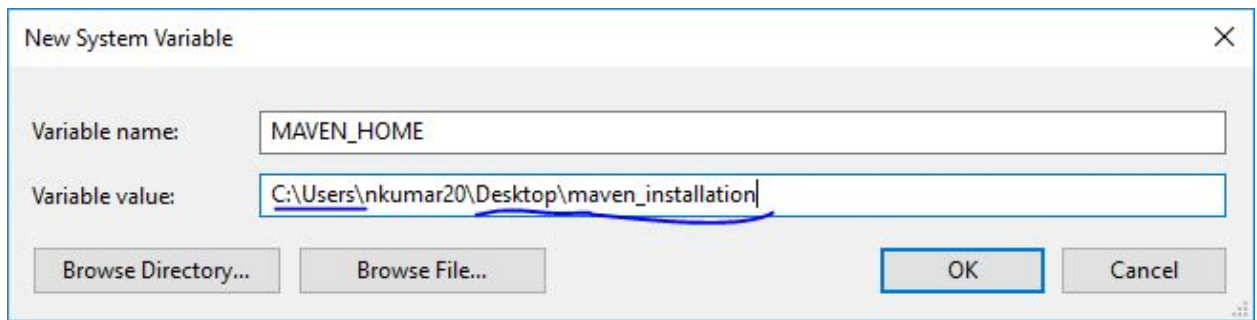 New System Variable
Variable name: MAVEN_HOME
Variable value: C:\Users\nkumar20\Desktop\maven_installation
Browse Directory... Browse File... OK Cancel